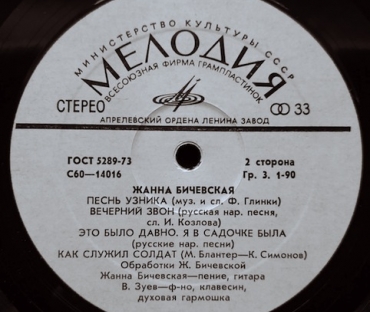 МИНИСТЕРСТВО КУЛЬТУРЫ СССР
МЕЛОДИЯ
ВСЕСОЮЗНАЯ ФИРМА ГРАМПЛАСТИНОК
СТЕРЕО 33
АПРЕЛЕВСКИЙ ОРДЕНА ЛЕНИНА ЗАВОД
ГОСТ 5289-73 2 сторона
С60—14016 Гр. 3. 1-90
ЖАННА БИЧЕВСКАЯ
ПЕСНЬ УЗНИКА (муз. и сл. Ф. Глинки)
ВЕЧЕРНИЙ ЗВОН (русская нар. песня,
сл. И. Козлова)
ЭТО БЫЛО ДАВНО. Я В САДОЧКЕ БЫЛА
(русские нар. песни)
КАК СЛУЖИЛ СОЛДАТ (М. Блантер—К. Симонов)
Обработки Ж. Бичевской
Жанна Бичевская—пение, гитара
В. Зуев—ф-но, клавесин,
духовая гармошка